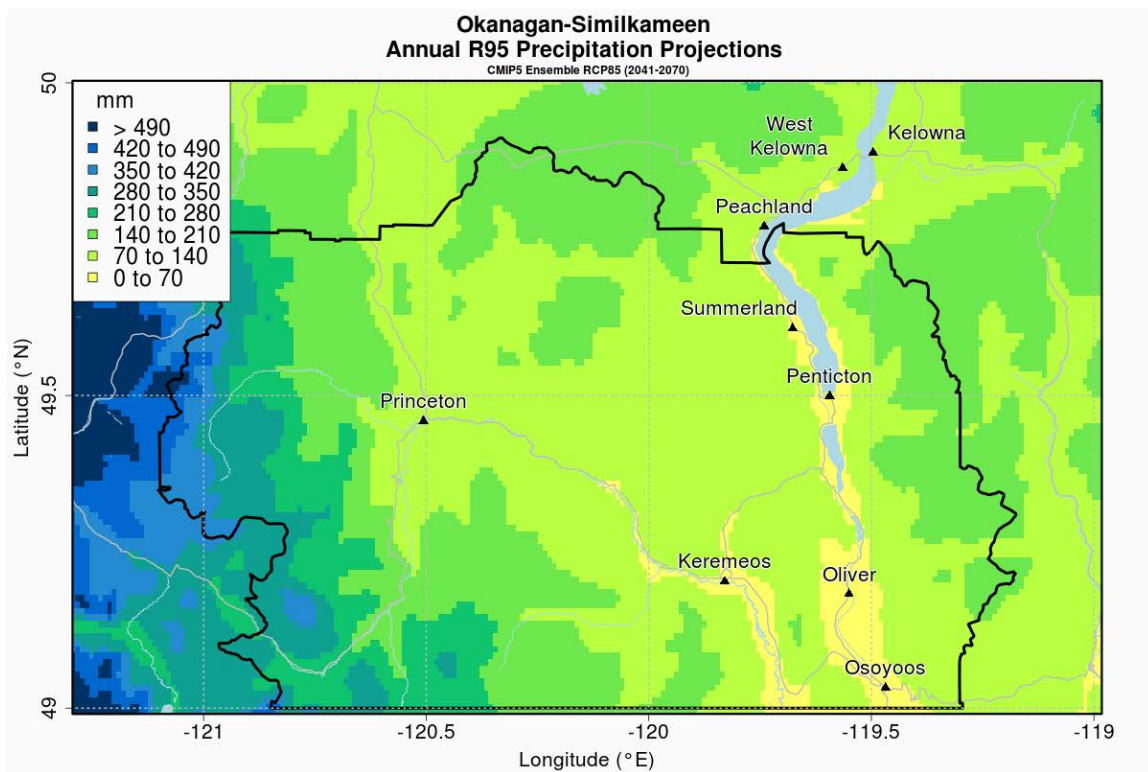 Okanagan-Similkameen
Annual R95 Precipitation Projections
CMIP5 Ensemble RCP85 (2041-2070)
50
49.5
49
Latitude (°N)
mm
> 490
420 to 490
350 to 420
280 to 350
210 to 280
140 to 210
70 to 140
0 to 70
West
Kelowna
Kelowna
Peachland
Summerland
Penticton
Princeton
Keremeos
Oliver
Osoyoos
-121
-120.5
-120
-119.5
-119
Longitude (°E)